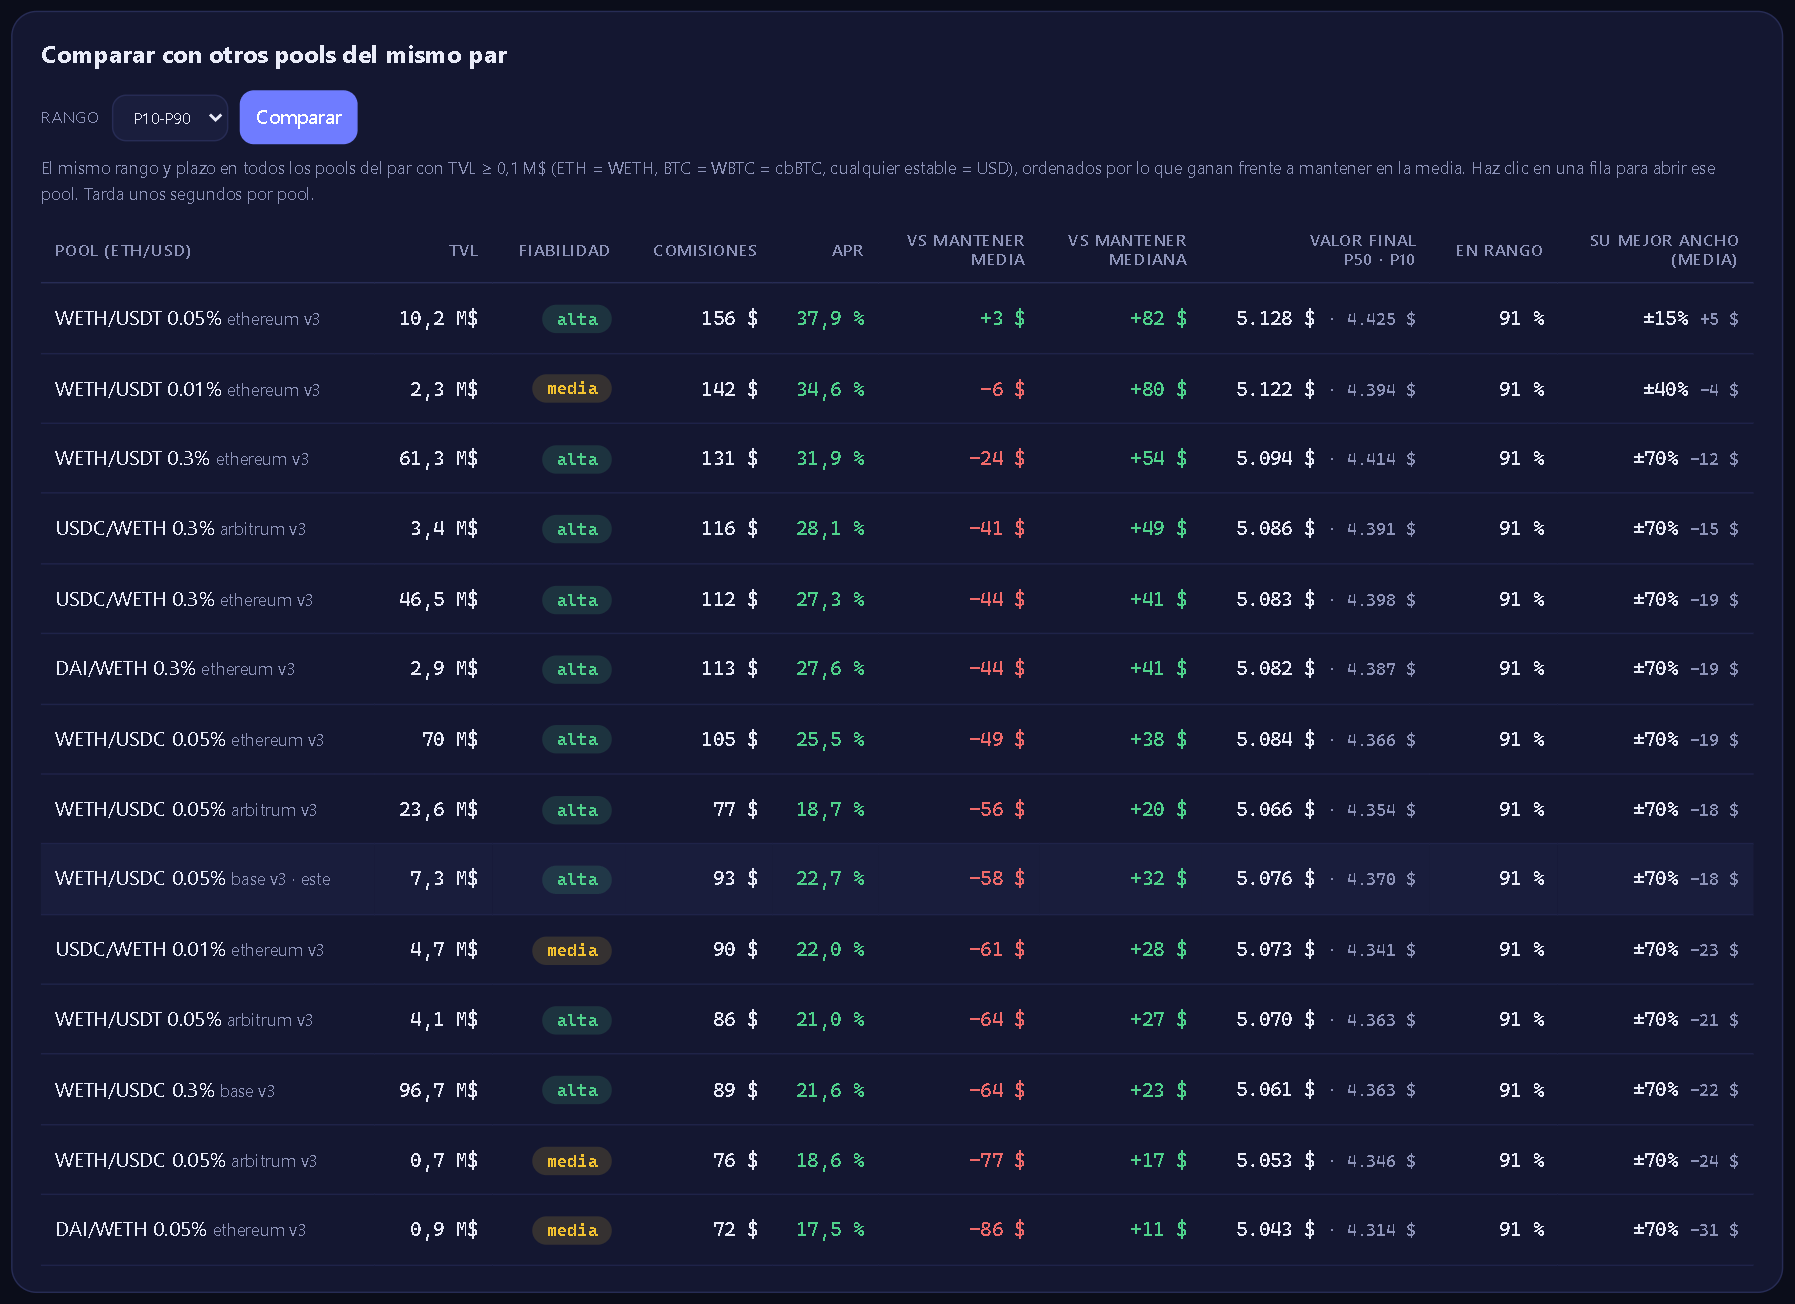 Comparar con otros pools del mismo par
RANGO P10-P90 Comparar
El mismo rango y plazo en todos los pools del par con TVL ≥ 0,1 M$ (ETH = WETH, BTC = WBTC = cbBTC, cualquier estable = USD), ordenados por lo que ganan frente a mantener en la media. Haz clic en una fila para abrir ese
pool. Tarda unos segundos por pool.
POOL (ETH/USD) TVL FIABILIDAD COMISIONES APR VS MANTENER MEDIA VS MANTENER MEDIANA VALOR FINAL P50 · P10 EN RANGO SU MEJOR ANCHO (MEDIA)
WETH/USDT 0.05% ethereum v3 10,2 M$ alta 156 $ 37,9 % +3 $ +82 $ 5.128 $ · 4.425 $ 91 % ±15% +5 $
WETH/USDT 0.01% ethereum v3 2,3 M$ media 142 $ 34,6 % −6 $ +80 $ 5.122 $ · 4.394 $ 91 % ±40% −4 $
WETH/USDT 0.3% ethereum v3 61,3 M$ alta 131 $ 31,9 % −24 $ +54 $ 5.094 $ · 4.414 $ 91 % ±70% −12 $
USDC/WETH 0.3% arbitrum v3 3,4 M$ alta 116 $ 28,1 % −41 $ +49 $ 5.086 $ · 4.391 $ 91 % ±70% −15 $
USDC/WETH 0.3% ethereum v3 46,5 M$ alta 112 $ 27,3 % −44 $ +41 $ 5.083 $ · 4.398 $ 91 % ±70% −19 $
DAI/WETH 0.3% ethereum v3 2,9 M$ alta 113 $ 27,6 % −44 $ +41 $ 5.082 $ · 4.387 $ 91 % ±70% −19 $
WETH/USDC 0.05% ethereum v3 70 M$ alta 105 $ 25,5 % −49 $ +38 $ 5.084 $ · 4.366 $ 91 % ±70% −19 $
WETH/USDC 0.05% arbitrum v3 23,6 M$ alta 77 $ 18,7 % −56 $ +20 $ 5.066 $ · 4.354 $ 91 % ±70% −18 $
WETH/USDC 0.05% base v3 · este 7,3 M$ alta 93 $ 22,7 % −58 $ +32 $ 5.076 $ · 4.370 $ 91 % ±70% −18 $
USDC/WETH 0.01% ethereum v3 4,7 M$ media 90 $ 22,0 % −61 $ +28 $ 5.073 $ · 4.341 $ 91 % ±70% −23 $
WETH/USDT 0.05% arbitrum v3 4,1 M$ alta 86 $ 21,0 % −64 $ +27 $ 5.070 $ · 4.363 $ 91 % ±70% −21 $
WETH/USDC 0.3% base v3 96,7 M$ alta 89 $ 21,6 % −64 $ +23 $ 5.061 $ · 4.363 $ 91 % ±70% −22 $
WETH/USDC 0.05% arbitrum v3 0,7 M$ media 76 $ 18,6 % −77 $ +17 $ 5.053 $ · 4.346 $ 91 % ±70% −24 $
DAI/WETH 0.05% ethereum v3 0,9 M$ media 72 $ 17,5 % −86 $ +11 $ 5.043 $ · 4.314 $ 91 % ±70% −31 $